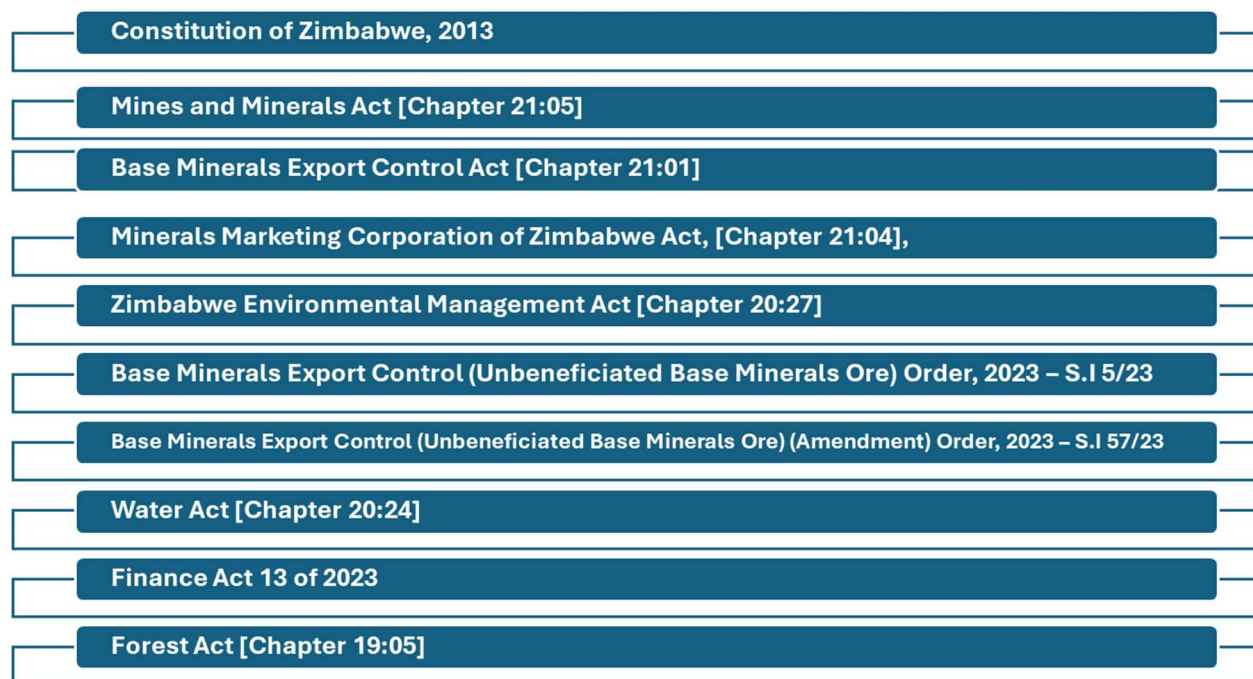 Constitution of Zimbabwe, 2013
Mines and Minerals Act [Chapter 21:05]
Base Minerals Export Control Act [Chapter 21:01]
Minerals Marketing Corporation of Zimbabwe Act, [Chapter 21:04],
Zimbabwe Environmental Management Act [Chapter 20:27]
Base Minerals Export Control (Unbeneficiated Base Minerals Ore) Order, 2023 – S.I 5/23
Base Minerals Export Control (Unbeneficiated Base Minerals Ore) (Amendment) Order, 2023 – S.I 57/23
Water Act [Chapter 20:24]
Finance Act 13 of 2023
Forest Act [Chapter 19:05]